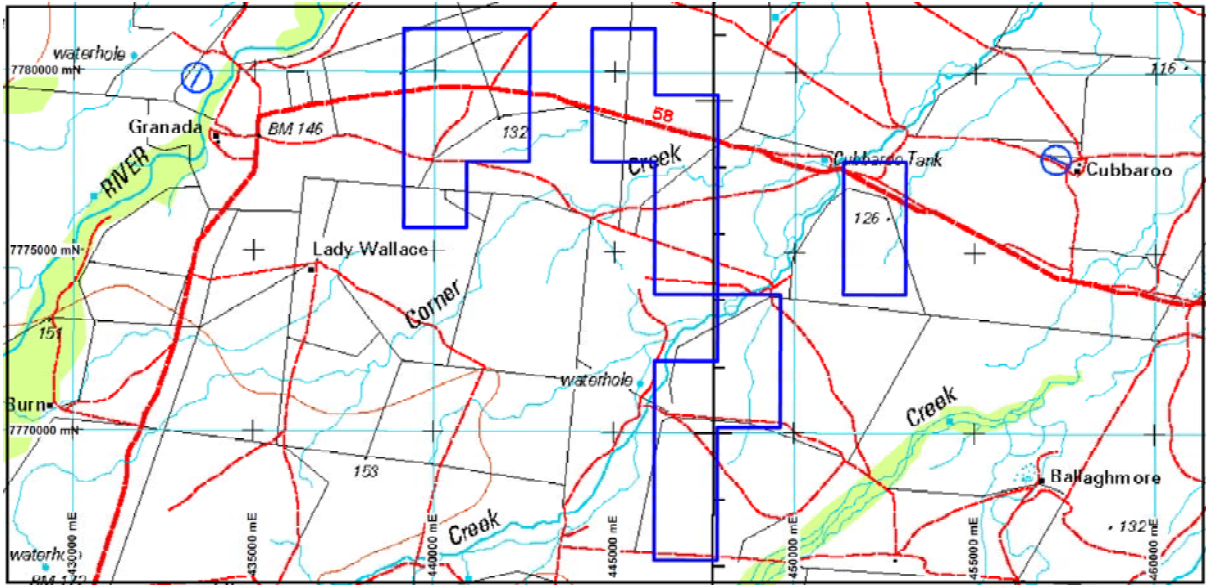 waterhole
7780000 mN
116
58
Granada
BM 146
132
Creek
Cubbaroo Tank
Cubbaroo
RIVER
126
7775000 mN
Lady Wallace
Corner
151
waterhole
Burn
Creek
7770000 mN
153
Ballaghmore
Creek
132
430000 mE
435000 mE
440000 mE
445000 mE
450000 mE
455000 mE
460000 mE